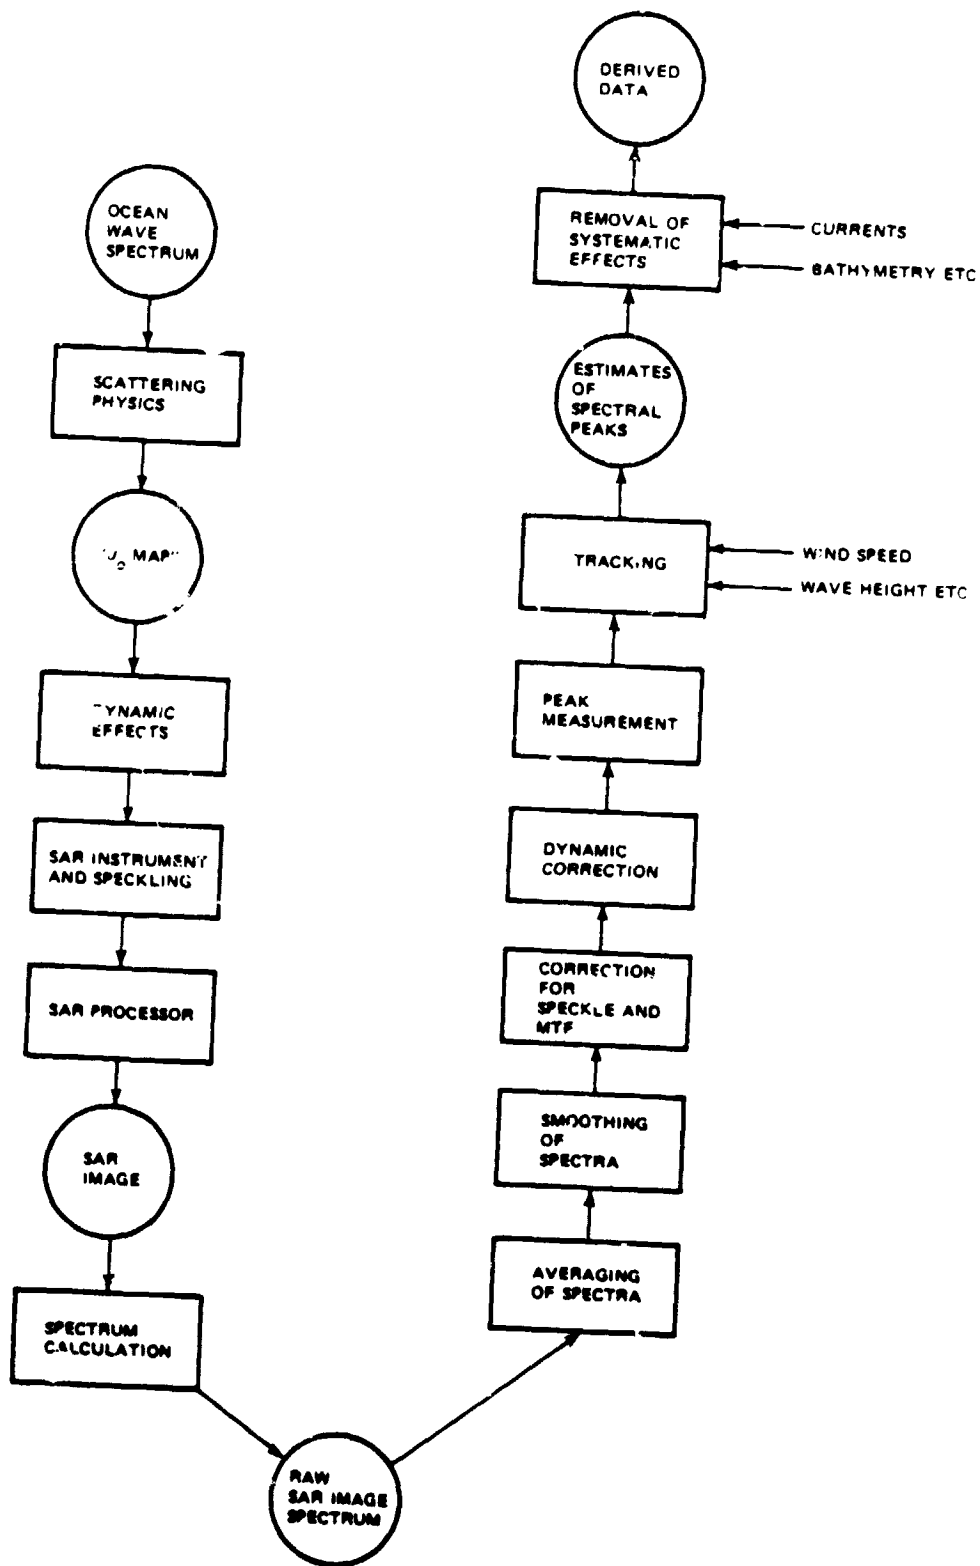 OCEAN
WAVE
SPECTRUM
SCATTERING
PHYSICS
MAP"
EFFECTS
SAR INSTRUMENT
AND SPECKLING
SAR PROCESSOR
SAR
IMAGE
SPECTRUM
CALCULATION
RAW
SAR IMAGE
SPECTRUM
AVERAGING
OF SPECTRA
SMOOTHING
OF
SPECTRA
CORRECTION
FOR
SPECKLE AND
MTF
DYNAMIC
CORRECTION
PEAK
MEASUREMENT
TRACKING
WIND SPEED
WAVE HEIGHT ETC
ESTIMATES
OF
SPECTRAL
PEAKS
REMOVAL OF
SYSTEMATIC
EFFECTS
CURRENTS
BATHYMETRY ETC
DERIVED
DATA